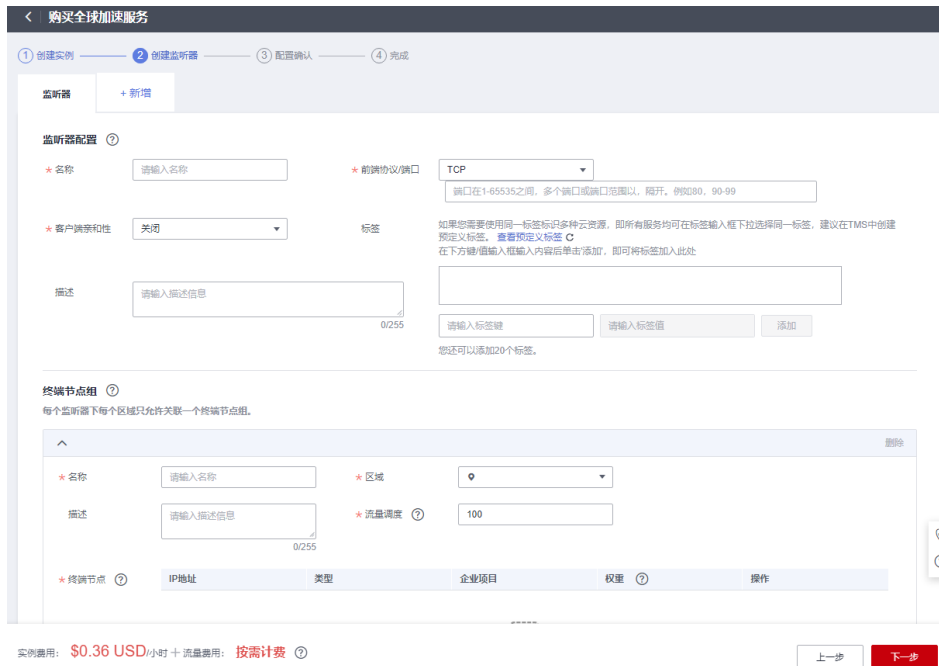 购买全球加速服务
1 创建实例 2 创建监听器 3 配置确认 4 完成
监听器 + 新增
监听器配置 ?
* 名称 请输入名称 * 前端协议/端口 TCP
端口在1-65535之间，多个端口或端口范围以，隔开。例如80，90-99
* 客户端亲和性 关闭 标签 如果您需要使用同一标签标识多种云资源，即所有服务均可在标签输入框下拉选择同一标签，建议在TMS中创建
预定义标签。 查看预定义标签
在下方键/值输入框输入内容后单击'添加'，即可将标签加入此处
描述 请输入描述信息
0/255
请输入标签键 请输入标签值 添加
您还可以添加20个标签。
终端节点组 ?
每个监听器下每个区域只允许关联一个终端节点组。
删除
* 名称 请输入名称 * 区域
描述 请输入描述信息 * 流量调度 ? 100
0/255
* 终端节点 ? IP地址 类型 企业项目 权重 ? 操作
实例费用： $0.36 USD/小时 + 流量费用： 按需计费 ?
上一步 下一步